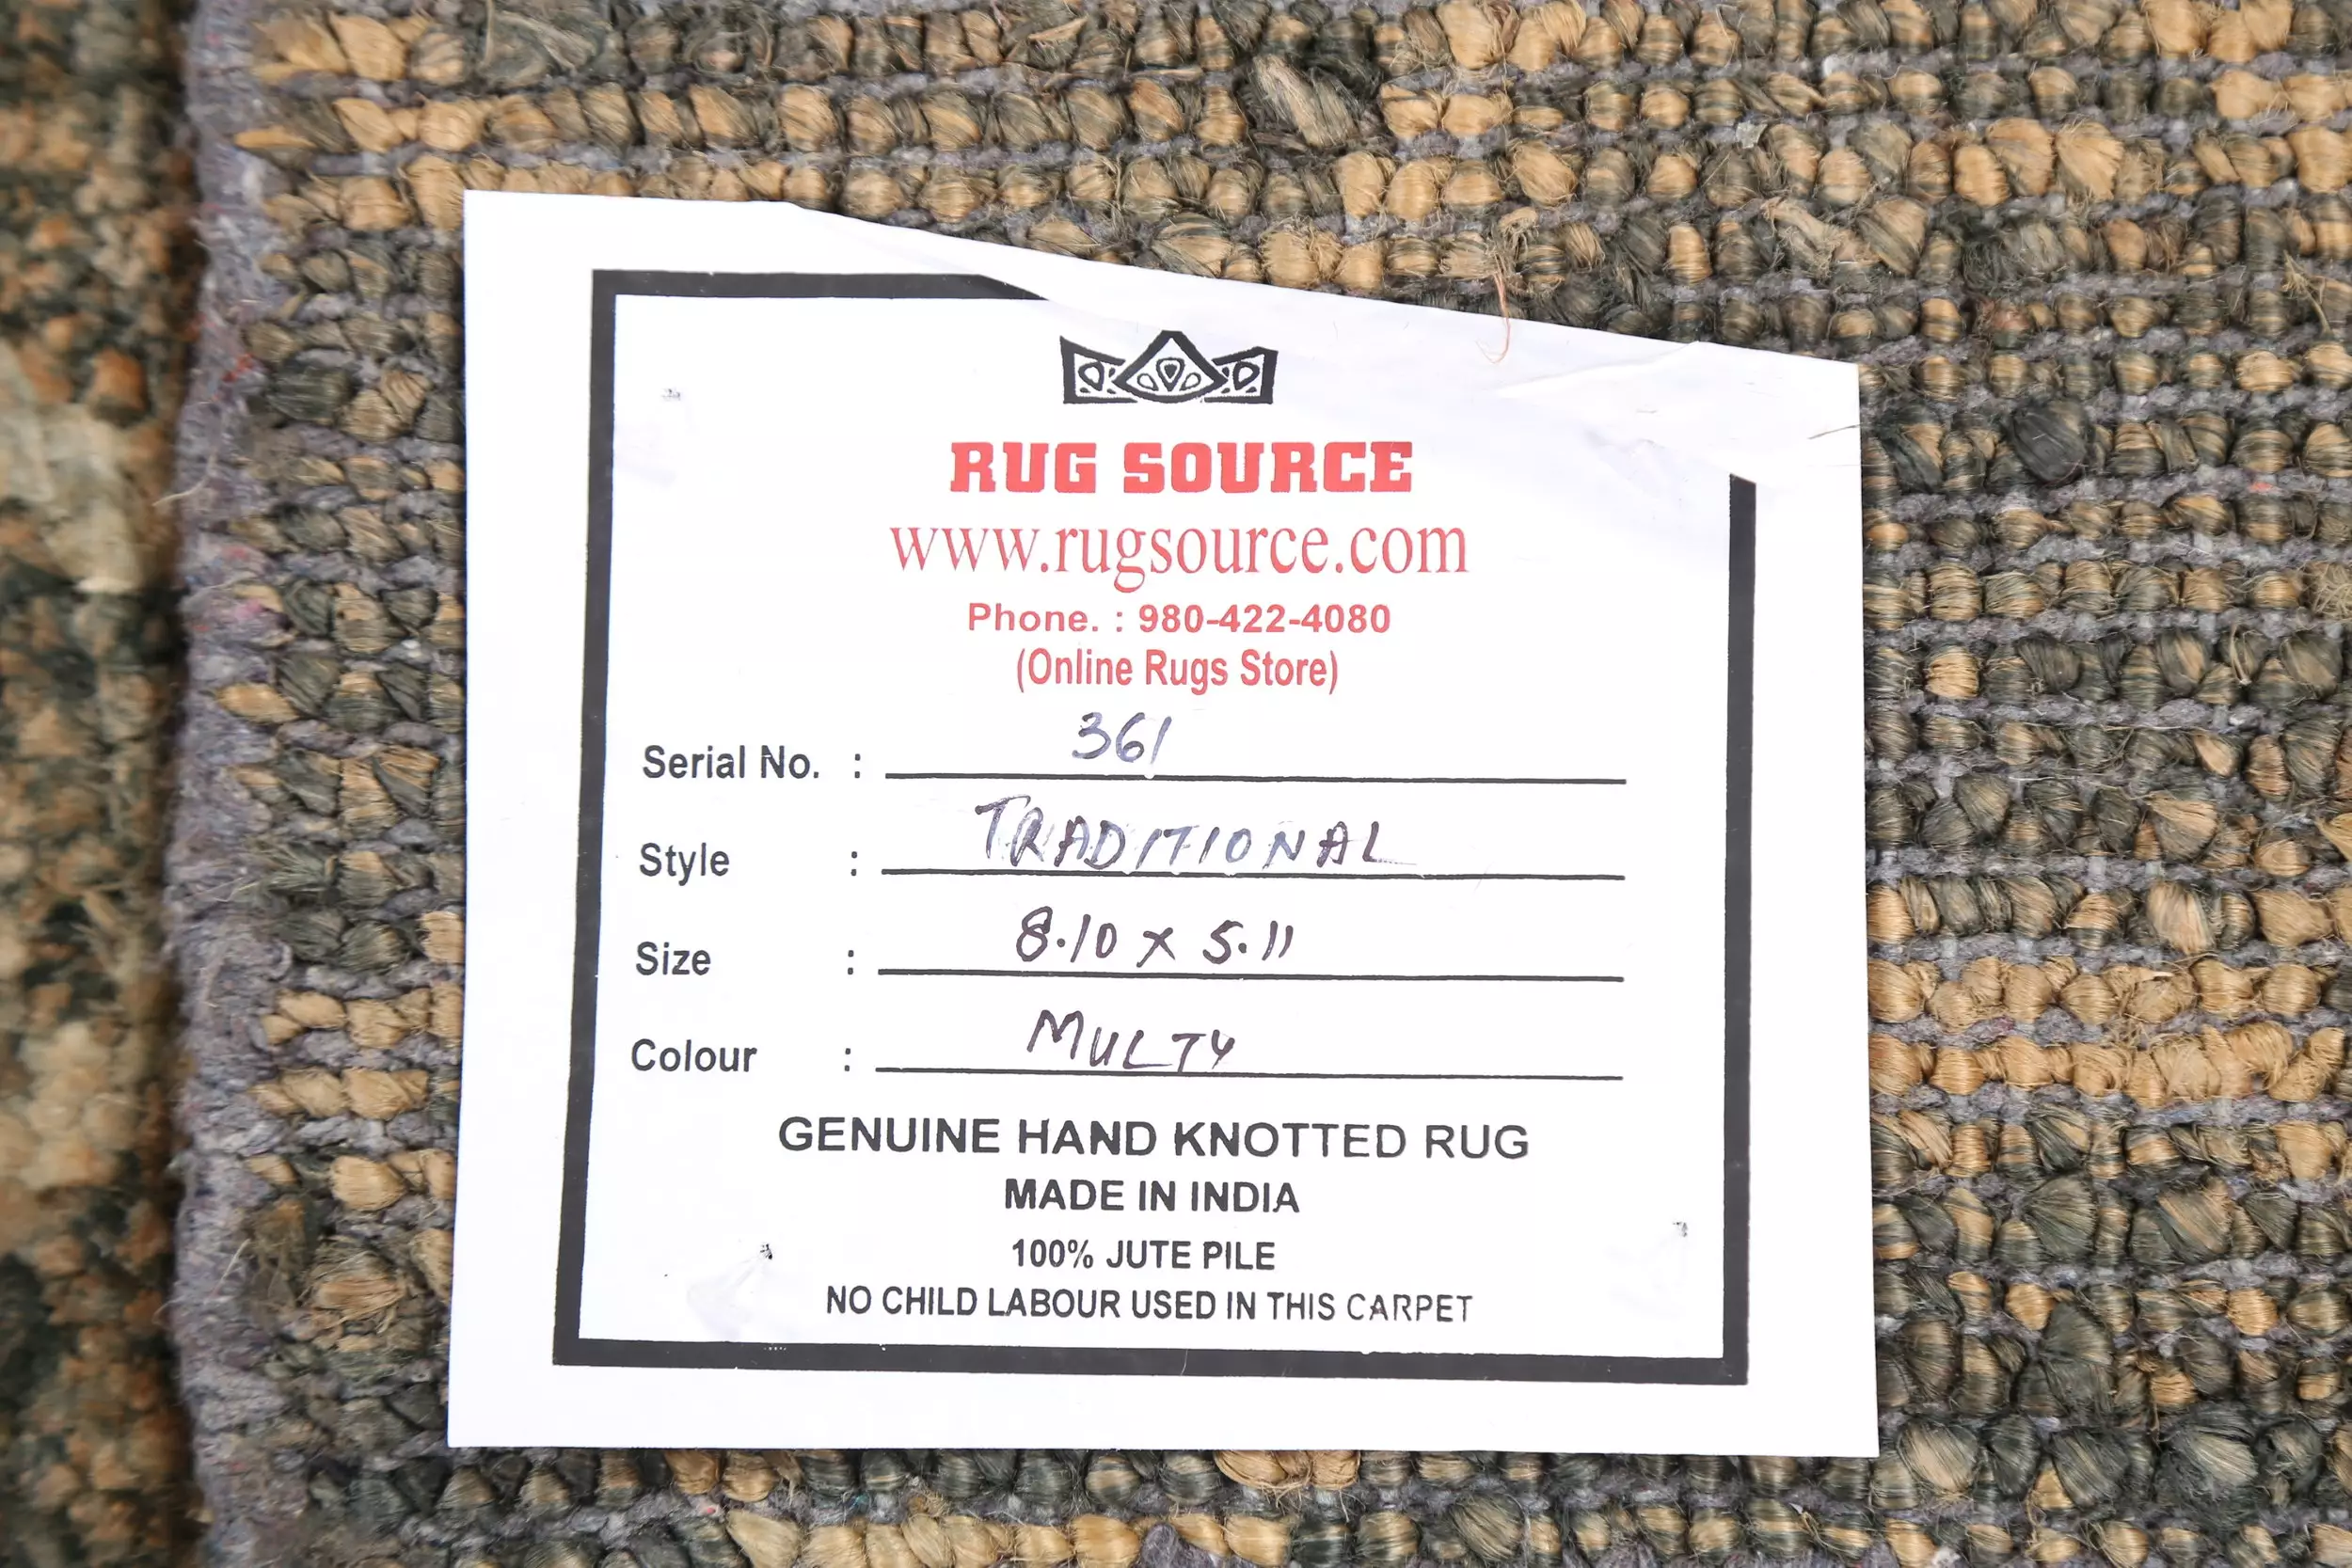 RUG SOURCE
www.rugsource.com
Phone. : 980-422-4080
(Online Rugs Store)
Serial No. : 361
Style : TRADITIONAL
Size : 8.10 x 5.11
Colour : MULTY
GENUINE HAND KNOTTED RUG
MADE IN INDIA
100% JUTE PILE
NO CHILD LABOUR USED IN THIS CARPET